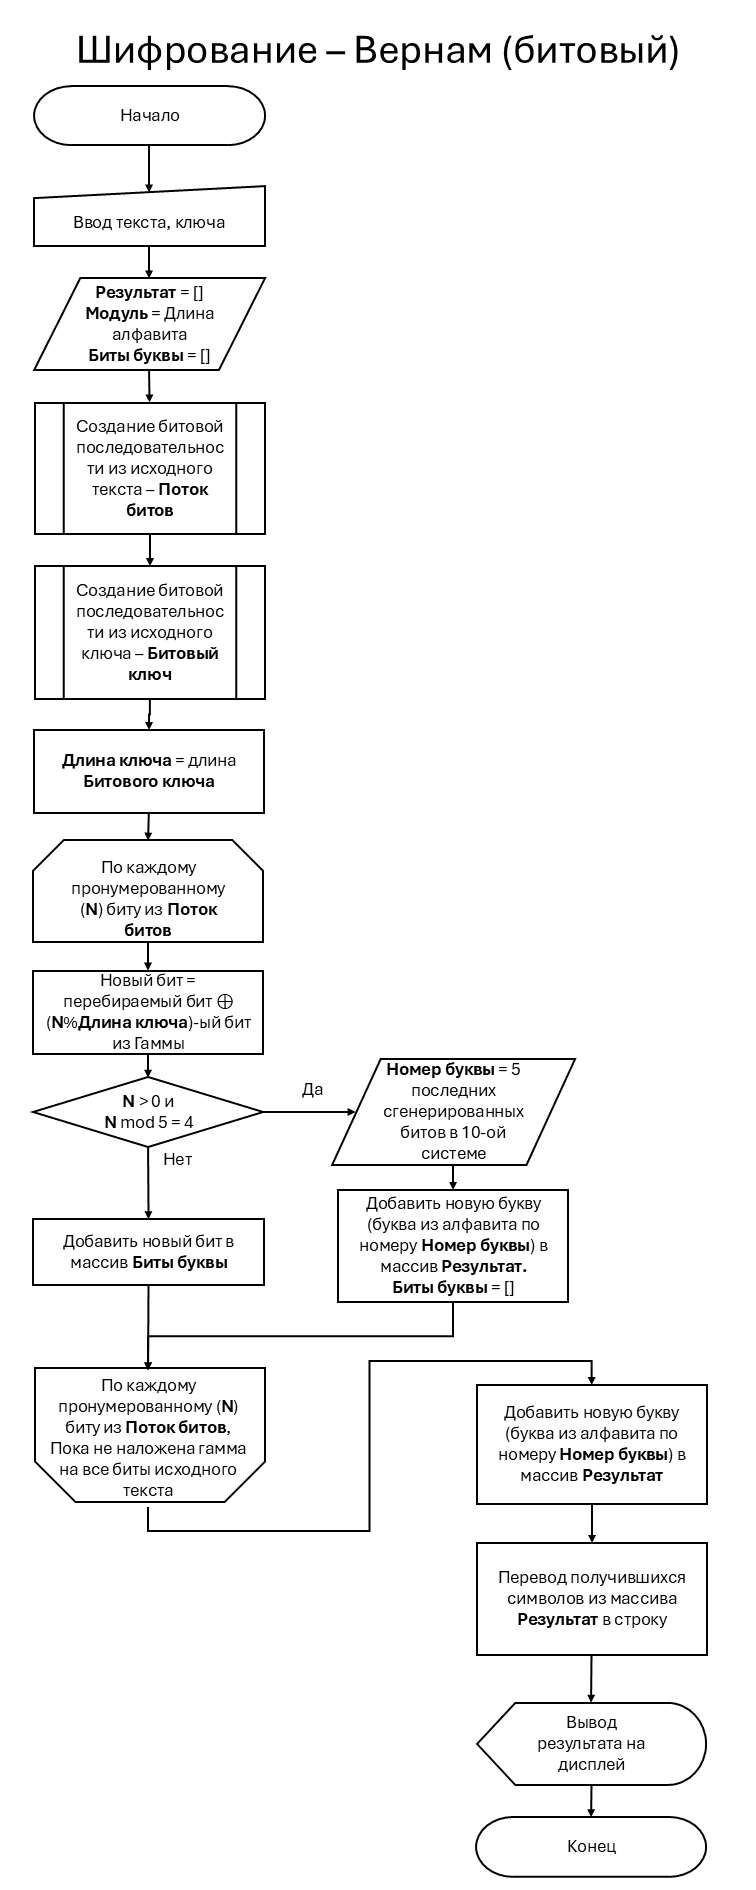 Шифрование – Вернам (битовый)
Начало
Ввод текста, ключа
Результат = []
Модуль = Длина
алфавита
Биты буквы = []
Создание битовой
последовательнос
ти из исходного
текста – Поток
битов
Создание битовой
последовательнос
ти из исходного
ключа – Битовый
ключ
Длина ключа = длина
Битового ключа
По каждому
пронумерованному
(N) биту из Поток
битов
Новый бит =
перебираемый бит ⊕
(N%Длина ключа)-ый бит
из Гаммы
N > 0 и
N mod 5 = 4
Да
Нет
Номер буквы = 5
последних
сгенерированных
битов в 10-ой
системе
Добавить новую букву
(буква из алфавита по
номеру Номер буквы) в
массив Результат.
Биты буквы = []
Добавить новый бит в
массив Биты буквы
По каждому
пронумерованному (N)
биту из Поток битов,
Пока не наложена гамма
на все биты исходного
текста
Добавить новую букву
(буква из алфавита по
номеру Номер буквы) в
массив Результат
Перевод получившихся
символов из массива
Результат в строку
Вывод
результата на
дисплей
Конец